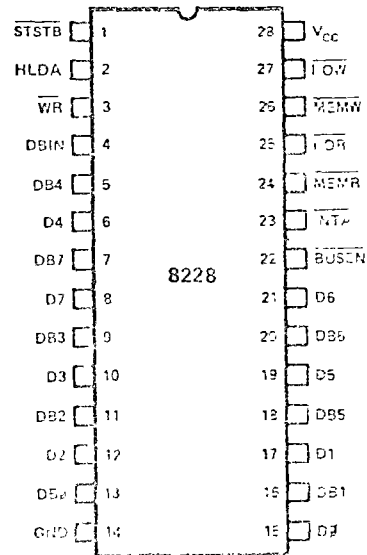 STSTB 1 28 VCC
HLDA 2 27 I/OW
WR 3 26 MEMW
DBIN 4 25 I/OR
DB4 5 24 MEMR
D4 6 23 INTA
DB7 7 22 BUSEN
D7 8 21 D6
8228
DB3 9 20 DB6
D3 10 19 D5
DB2 11 18 DB5
D2 12 17 D1
DB0 13 16 DB1
GND 14 15 D0